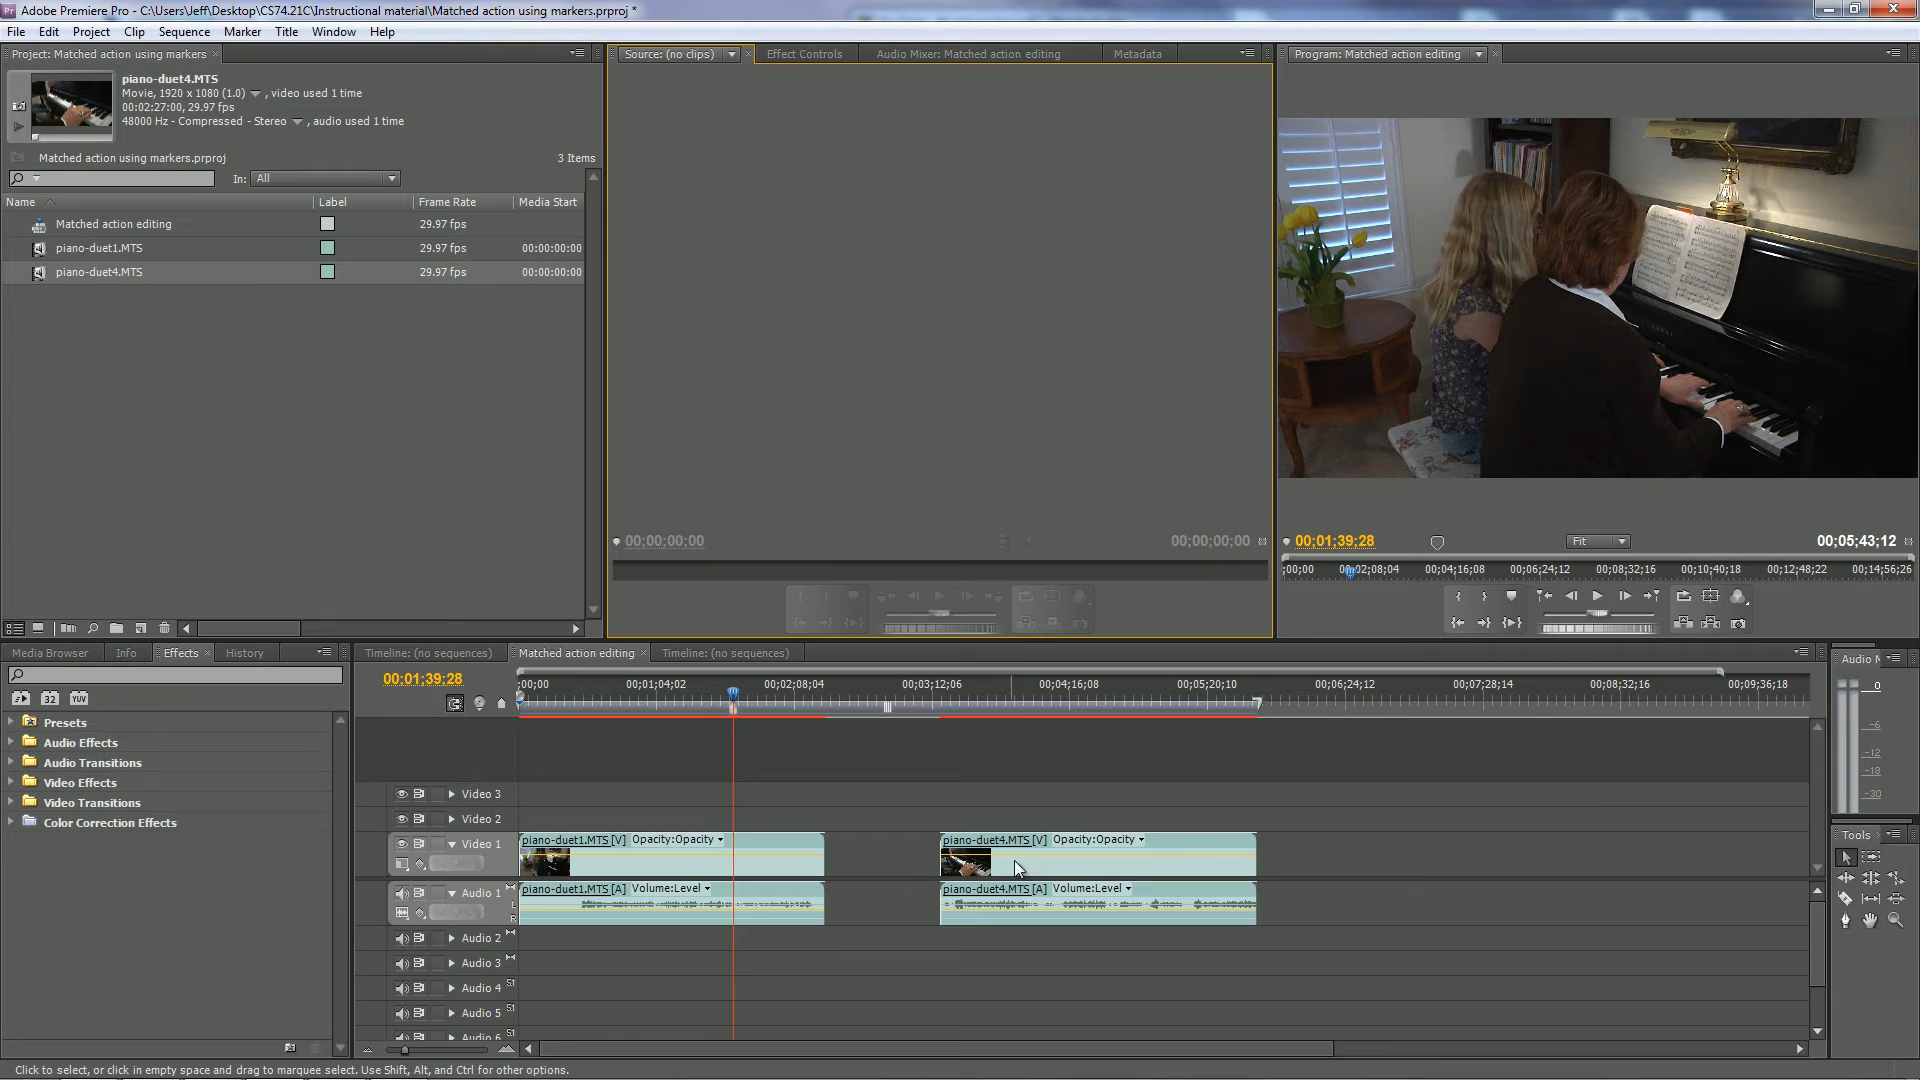 Adobe Premiere Pro - C:\Users\Jeff\Desktop\CS74.21C\Instructional material\Matched action using markers.prproj *
File Edit Project Clip Sequence Marker Title Window Help
Project: Matched action using markers
piano-duet4.MTS
Movie, 1920 x 1080 (1.0) , video used 1 time
00:02:27:00, 29.97 fps
48000 Hz - Compressed - Stereo , audio used 1 time
Matched action using markers.prproj 3 Items
In: All
Name Label Frame Rate Media Start
Matched action editing 29.97 fps
piano-duet1.MTS 29.97 fps 00:00:00:00
piano-duet4.MTS 29.97 fps 00:00:00:00
Source: (no clips) Effect Controls Audio Mixer: Matched action editing Metadata
00;00;00;00 00;00;00;00
Program: Matched action editing
00;01;39;28 Fit 00;05;43;12
;00;00 00;02;08;04 00;04;16;08 00;06;24;12 00;08;32;16 00;10;40;18 00;12;48;22 00;14;56;26
Media Browser Info Effects History
32 YUV
Presets
Audio Effects
Audio Transitions
Video Effects
Video Transitions
Color Correction Effects
Timeline: (no sequences) Matched action editing Timeline: (no sequences)
00;01;39;28
;00;00 00;01;04;02 00;02;08;04 00;03;12;06 00;04;16;08 00;05;20;10 00;06;24;12 00;07;28;14 00;08;32;16 00;09;36;18
Video 3
Video 2
Video 1
piano-duet1.MTS [V] Opacity:Opacity
piano-duet4.MTS [V] Opacity:Opacity
Audio 1
L
R
piano-duet1.MTS [A] Volume:Level
piano-duet4.MTS [A] Volume:Level
Audio 2
Audio 3
Audio 4 5.1
Audio 5 5.1
Audio 6 5.1
Audio M
0
-6
-12
-18
-30
Tools
Click to select, or click in empty space and drag to marquee select. Use Shift, Alt, and Ctrl for other options.